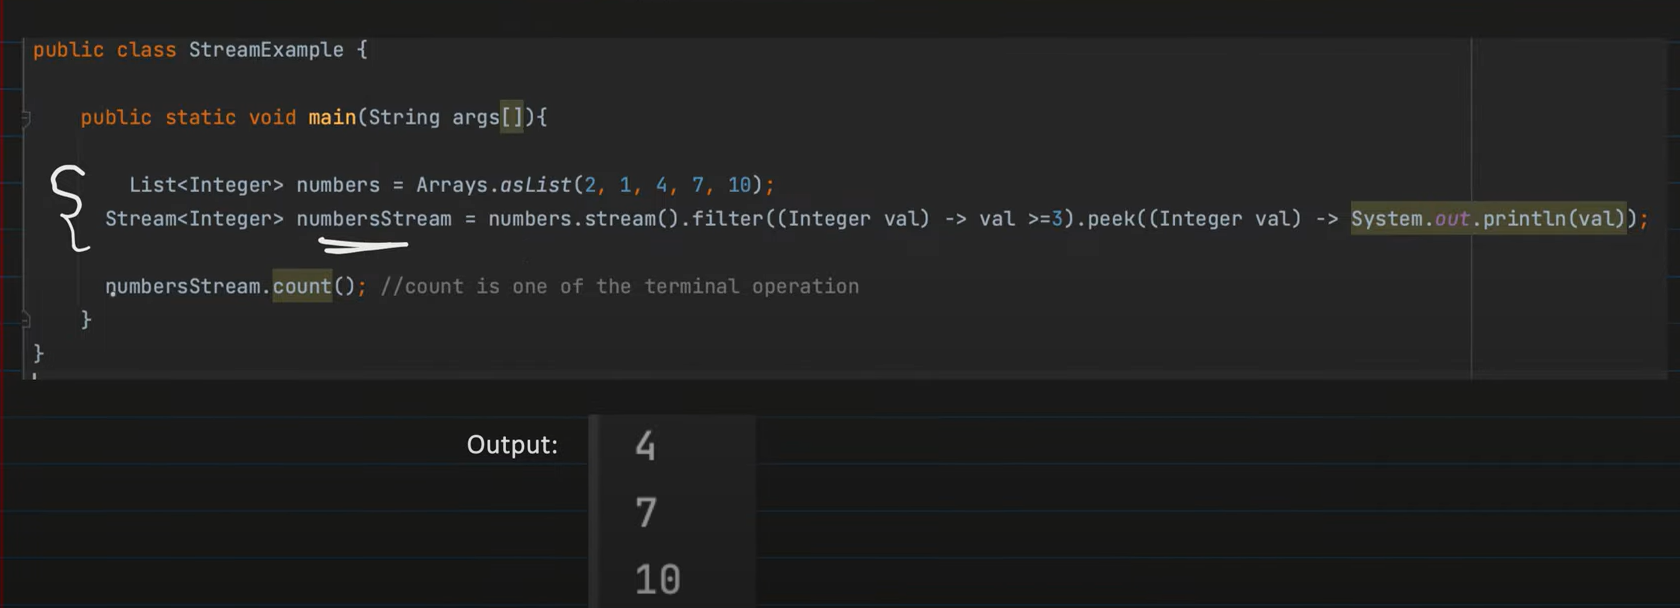 public class StreamExample {
public static void main(String args[]){
List<Integer> numbers = Arrays.asList(2, 1, 4, 7, 10);
Stream<Integer> numbersStream = numbers.stream().filter((Integer val) -> val >=3).peek((Integer val) -> System.out.println(val));
numbersStream.count(); //count is one of the terminal operation
}
}
Output:
4
7
10